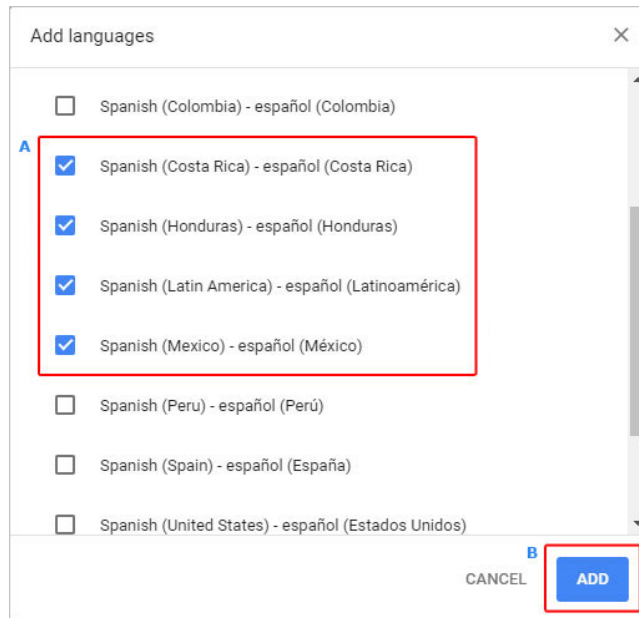 Add languages
Spanish (Colombia) - español (Colombia)
A
Spanish (Costa Rica) - español (Costa Rica)
Spanish (Honduras) - español (Honduras)
Spanish (Latin America) - español (Latinoamérica)
Spanish (Mexico) - español (México)
Spanish (Peru) - español (Perú)
Spanish (Spain) - español (España)
Spanish (United States) - español (Estados Unidos)
B
CANCEL ADD